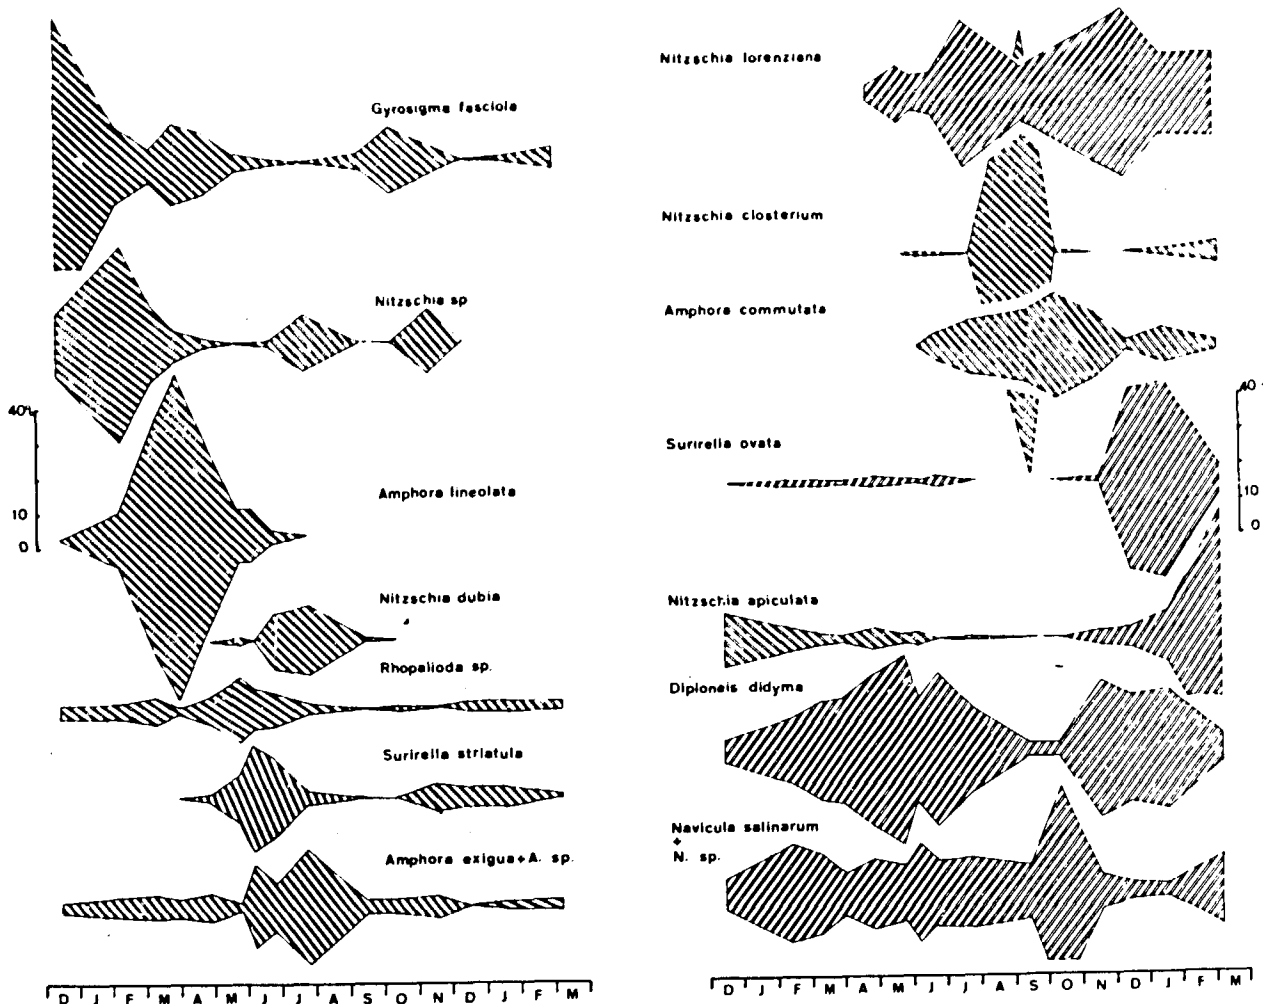 Gyrosigma fasciola
Nitzschia sp
40%
Amphora lineolata
10
0
Nitzschia dubia
Rhopalioda sp.
Surirella striatula
Amphora exigua+A. sp.
D J F M A M J J A S O N D J F M
Nitzschia lorenziana
Nitzschia closterium
Amphora commutata
40
Surirella ovata
10
0
Nitzschia apiculata
Diploneis didyma
Navicula salinarum
+
N. sp.
D J F M A M J J A S O N D J F M